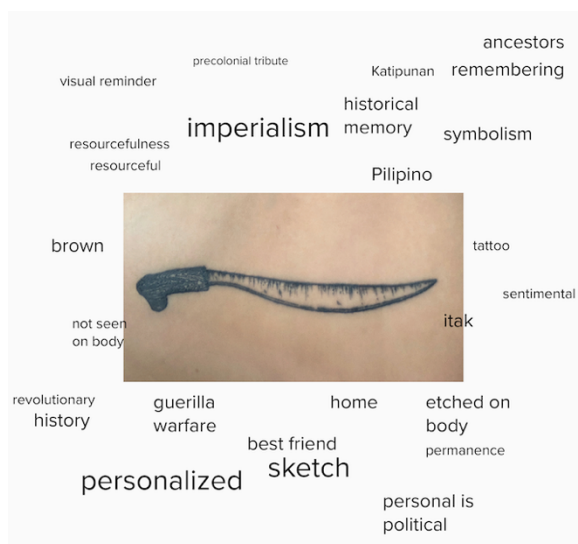 ancestors
precolonial tribute
Katipunan
remembering
visual reminder
historical
memory
imperialism
symbolism
resourcefulness
resourceful
Pilipino
brown
tattoo
sentimental
not seen
on body
itak
revolutionary
history
guerilla
warfare
home
etched on
body
best friend
permanence
sketch
personalized
personal is
political